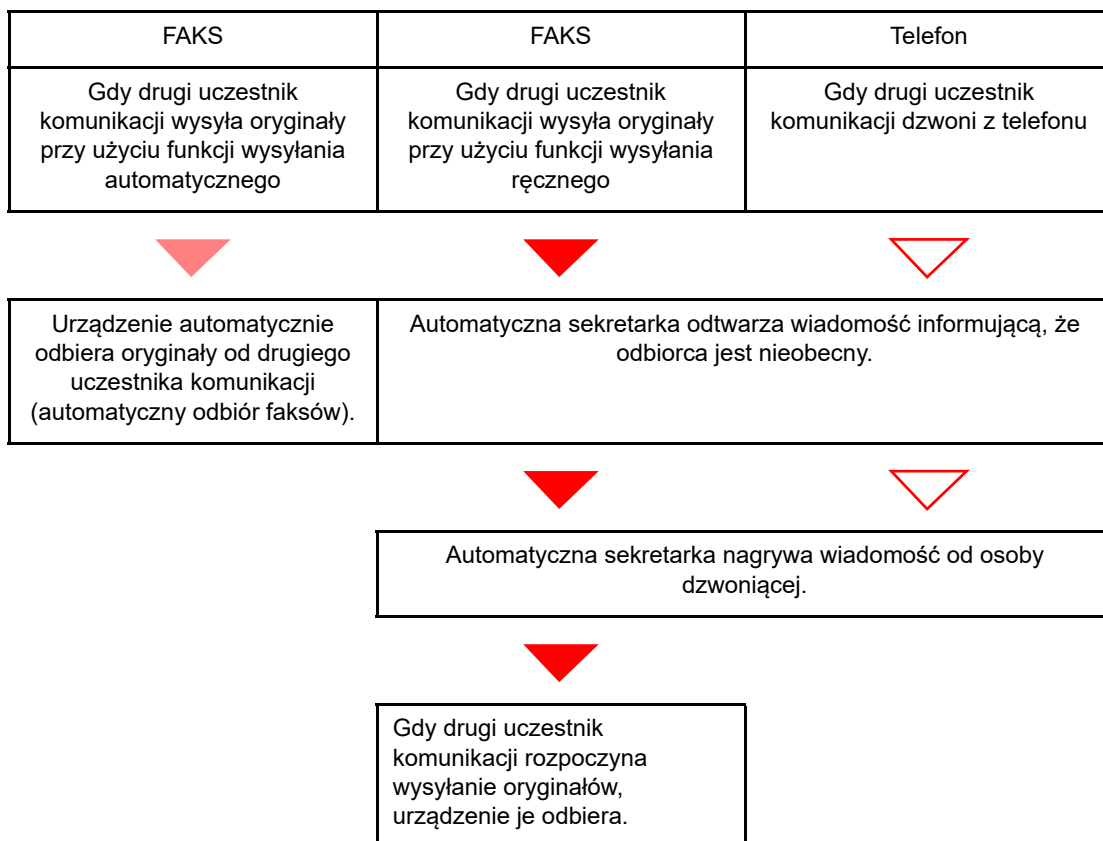 FAKS
FAKS
Telefon
Gdy drugi uczestnik
komunikacji wysyła oryginały
przy użyciu funkcji wysyłania
automatycznego
Gdy drugi uczestnik
komunikacji wysyła oryginały
przy użyciu funkcji wysyłania
ręcznego
Gdy drugi uczestnik
komunikacji dzwoni z telefonu
Urządzenie automatycznie
odbiera oryginały od drugiego
uczestnika komunikacji
(automatyczny odbiór faksów).
Automatyczna sekretarka odtwarza wiadomość informującą, że
odbiorca jest nieobecny.
Automatyczna sekretarka nagrywa wiadomość od osoby
dzwoniącej.
Gdy drugi uczestnik
komunikacji rozpoczyna
wysyłanie oryginałów,
urządzenie je odbiera.